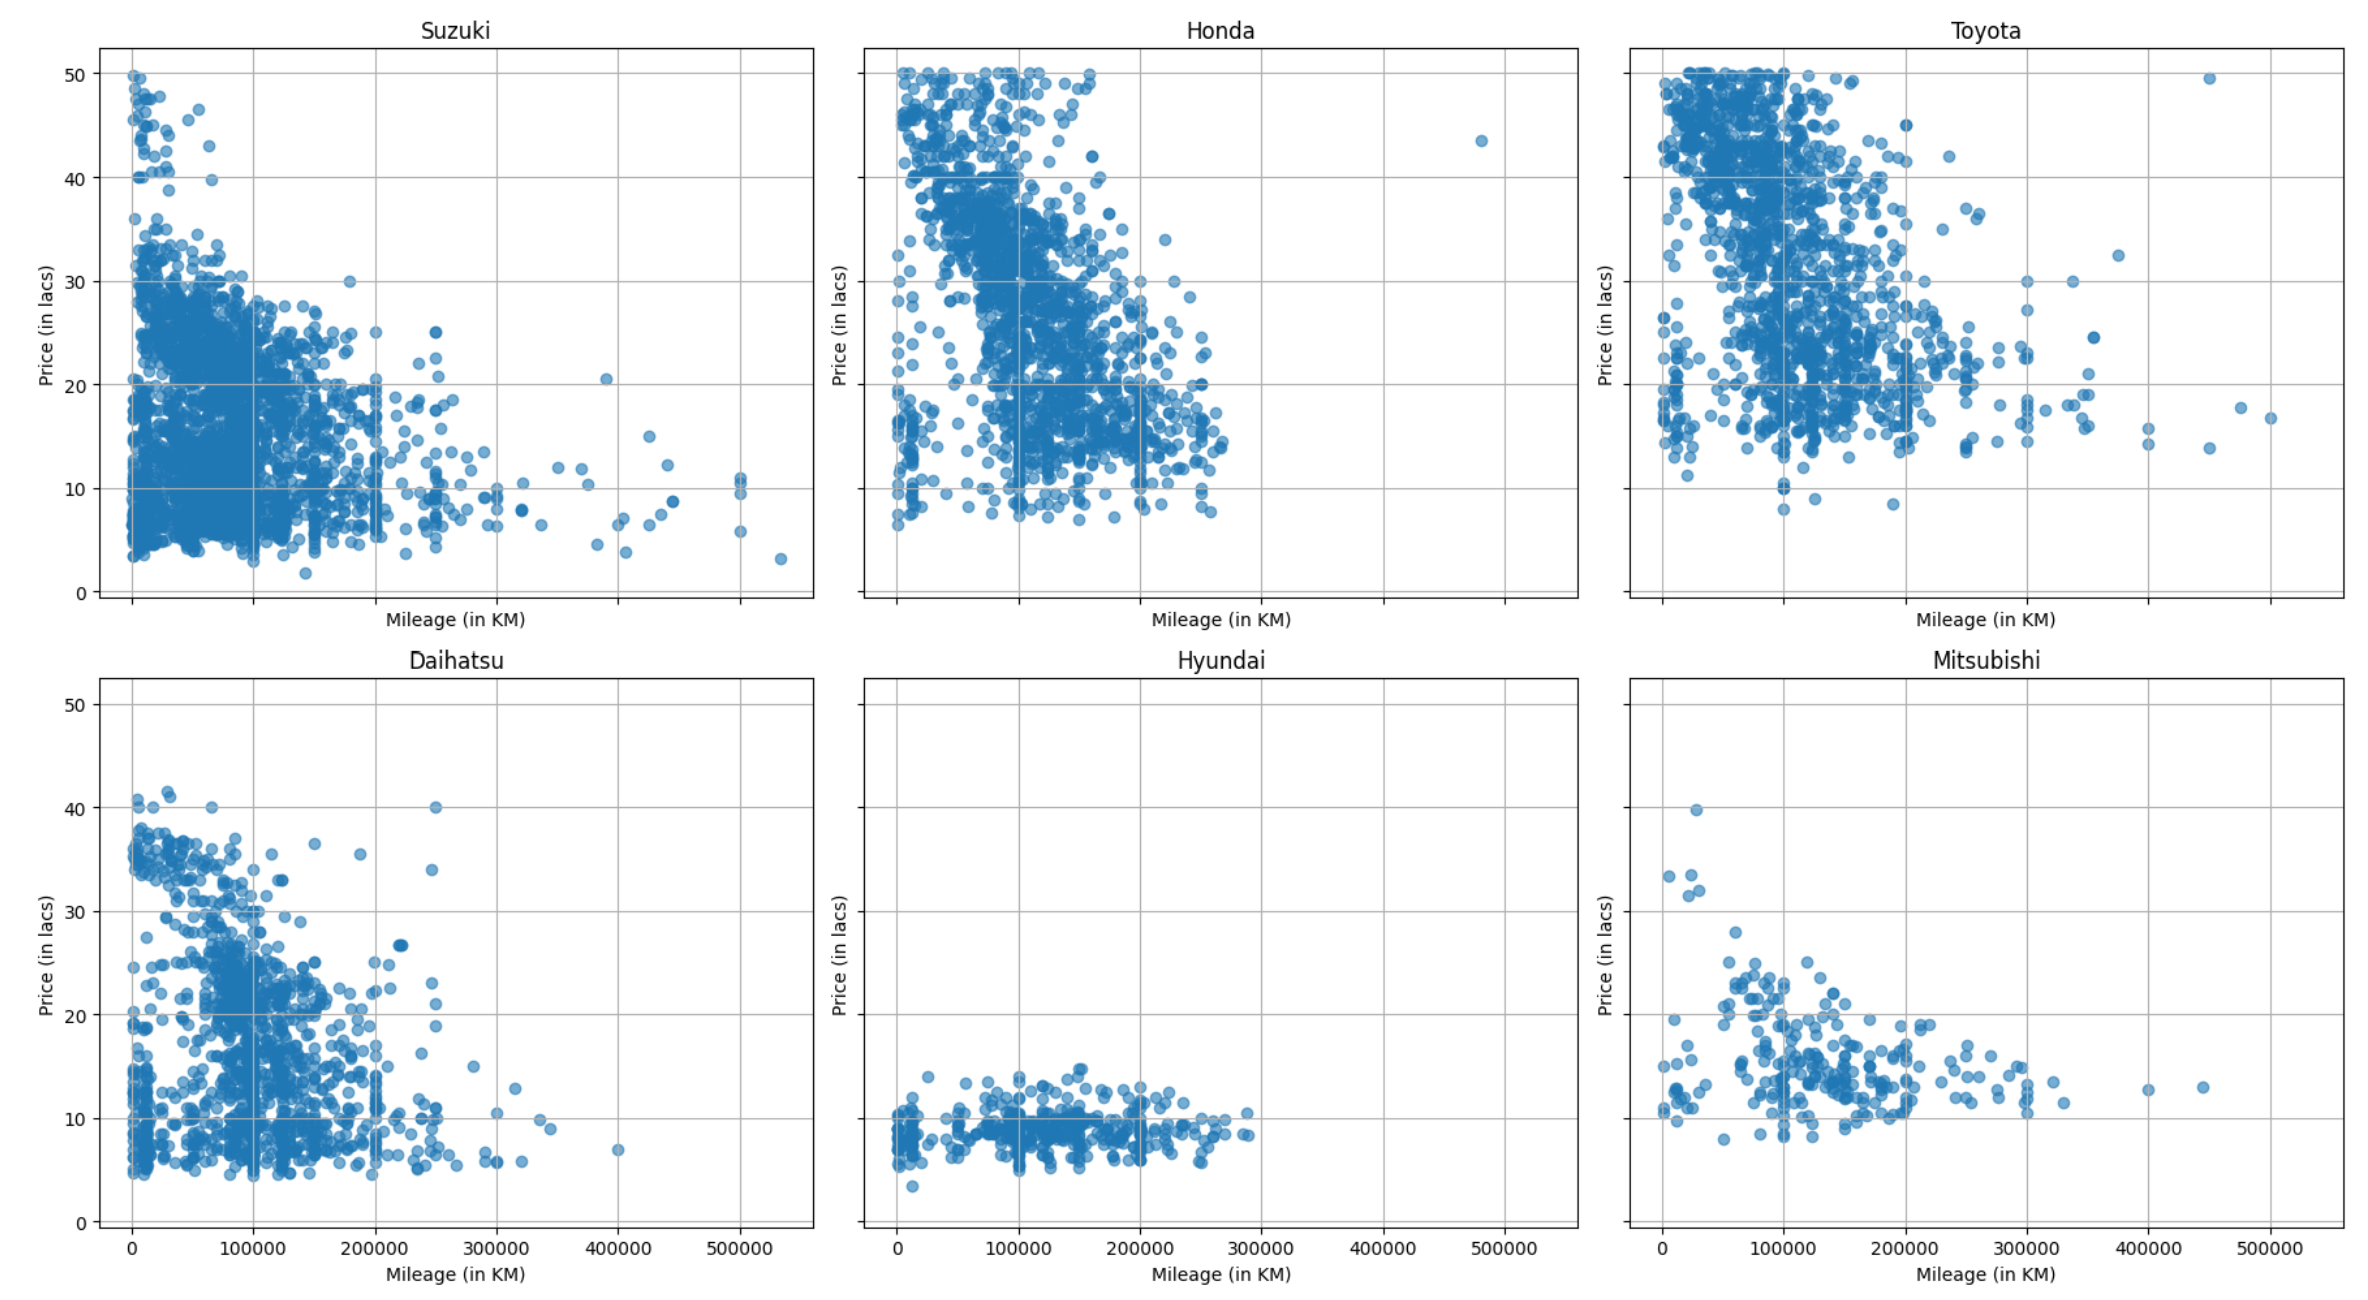 Suzuki
Honda
Toyota
50
40
30
20
10
0
Price (in lacs)
Price (in lacs)
Price (in lacs)
Mileage (in KM)
Mileage (in KM)
Mileage (in KM)
Daihatsu
Hyundai
Mitsubishi
50
40
30
20
10
0
Price (in lacs)
Price (in lacs)
Price (in lacs)
0 100000 200000 300000 400000 500000
0 100000 200000 300000 400000 500000
0 100000 200000 300000 400000 500000
Mileage (in KM)
Mileage (in KM)
Mileage (in KM)